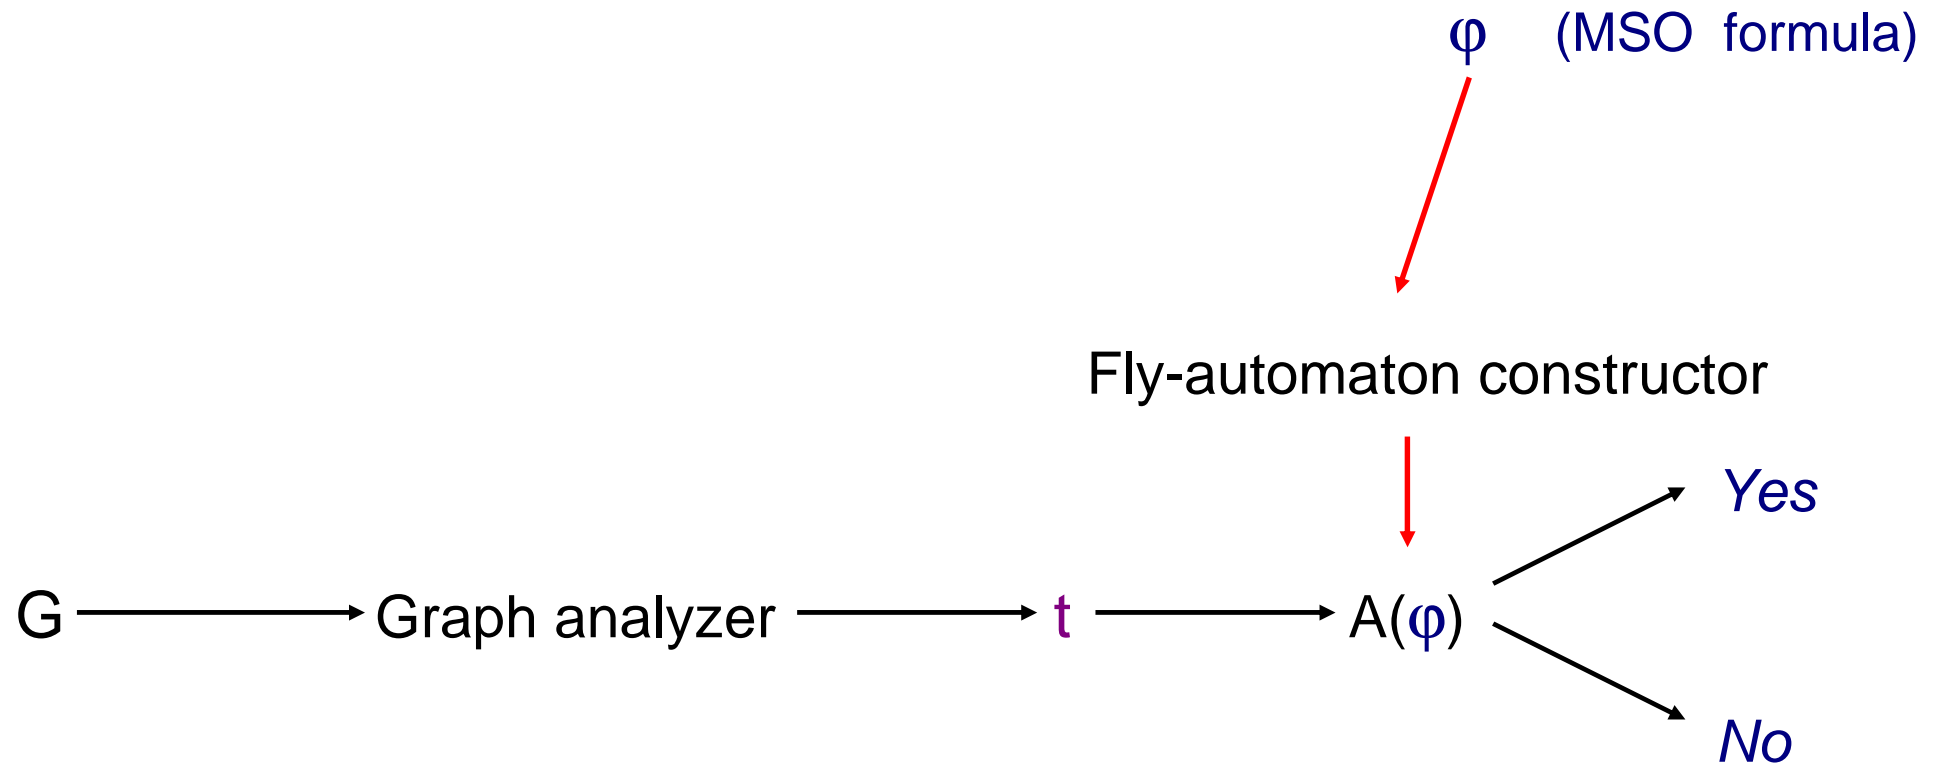 φ (MSO formula)
Fly-automaton constructor
Yes
G Graph analyzer t A(φ)
No